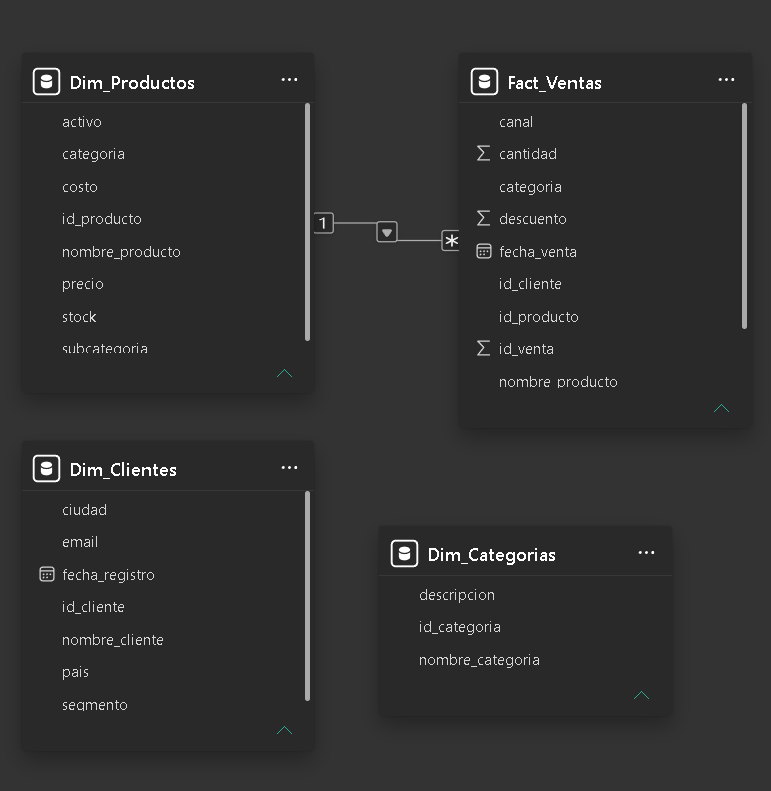 Dim_Productos
activo
categoria
costo
id_producto
nombre_producto
precio
stock
subcategoria
1
*
Fact_Ventas
canal
cantidad
categoria
descuento
fecha_venta
id_cliente
id_producto
id_venta
nombre_producto
Dim_Clientes
ciudad
email
fecha_registro
id_cliente
nombre_cliente
pais
segmento
Dim_Categorias
descripcion
id_categoria
nombre_categoria